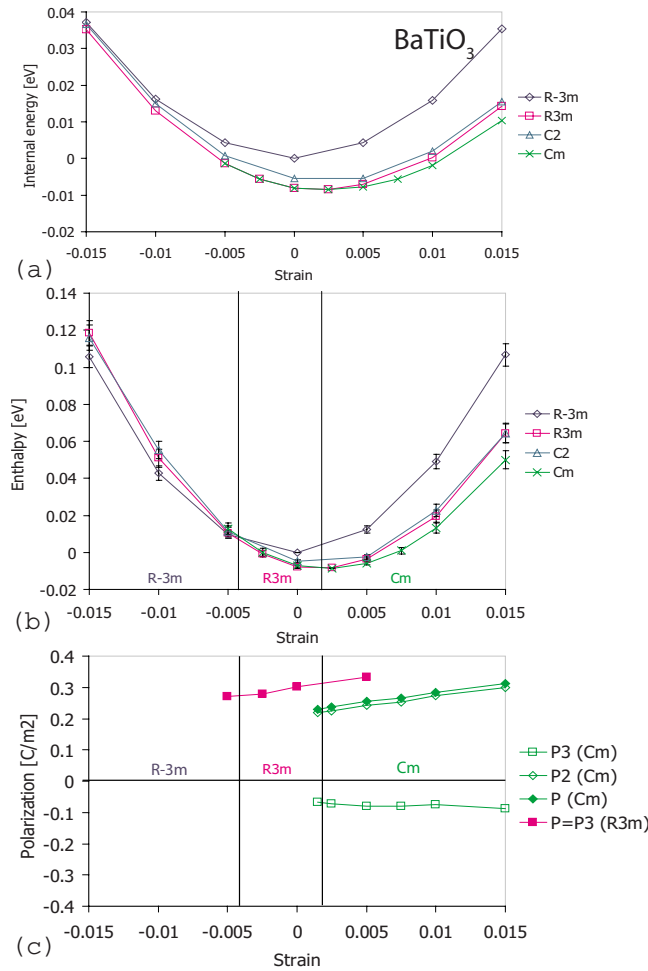 BaTiO3
Internal energy [eV]
0.04
0.03
0.02
0.01
0
-0.01
-0.02
-0.015
-0.01
-0.005
0
0.005
0.01
0.015
Strain
R-3m
R3m
C2
Cm
(a)
Enthalpy [eV]
0.14
0.12
0.1
0.08
0.06
0.04
0.02
0
-0.02
R-3m
R3m
Cm
-0.015
-0.01
-0.005
0
0.005
0.01
0.015
Strain
R-3m
R3m
C2
Cm
(b)
Polarization [C/m2]
0.4
0.3
0.2
0.1
0
-0.1
-0.2
-0.3
-0.4
R-3m
R3m
Cm
-0.015
-0.01
-0.005
0
0.005
0.01
0.015
Strain
P3 (Cm)
P2 (Cm)
P (Cm)
P=P3 (R3m)
(c)